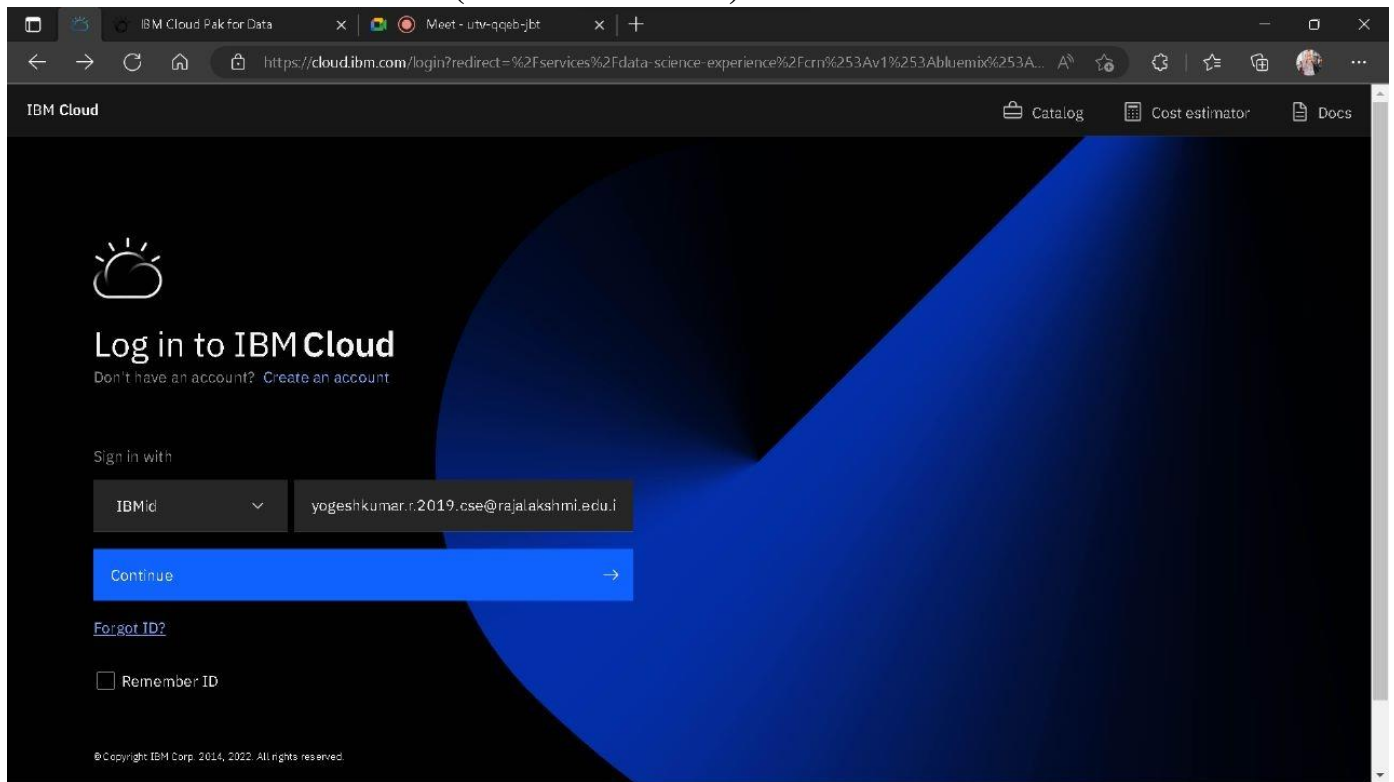 IBM Cloud Pak for Data
Meet - utv-qqeb-jbt
https://cloud.ibm.com/login?redirect=%2Fservices%2Fdata-science-experience%2Fcrn%253Av1%253Abluemix%253A...
IBM Cloud
Catalog
Cost estimator
Docs
Log in to IBM Cloud
Don't have an account? Create an account
Sign in with
IBMid
yogeshkumar.r.2019.cse@rajalakshmi.edu.i
Continue
Forgot ID?
Remember ID
© Copyright IBM Corp. 2014, 2022. All rights reserved.